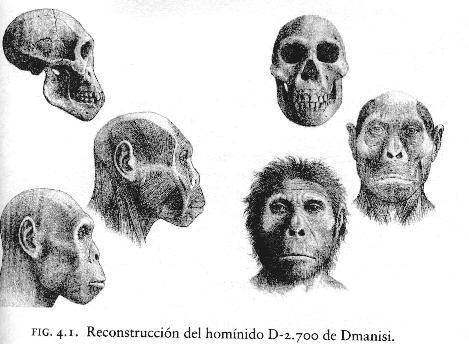 FIG. 4.1. Reconstrucción del homínido D-2.700 de Dmanisi.